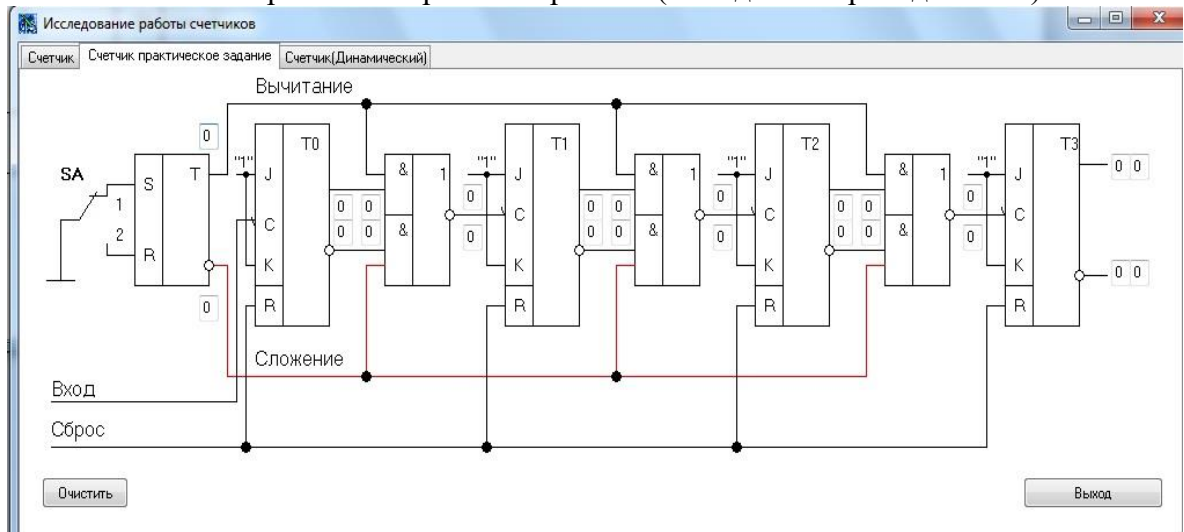 Исследование работы счетчиков
Счетчик Счетчик практическое задание Счетчик(Динамический)
Вычитание
0 T0 T1 T2 T3
SA S T "1" J & 1 "1" J & 1 "1" J & 1 "1" J 0 0
1 0 0 0 0 0 0 0 0 0
2 C 0 0 & 0 C 0 0 & 0 C 0 0 & 0 C
R K K K K 0 0
0 R R R R
Сложение
Вход
Сброс
Очистить Выход